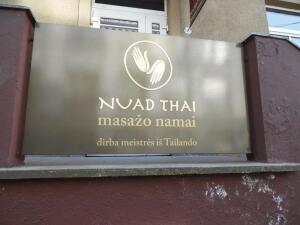 NUAD THAI
masažo namai
dirba meistrės iš Tailando